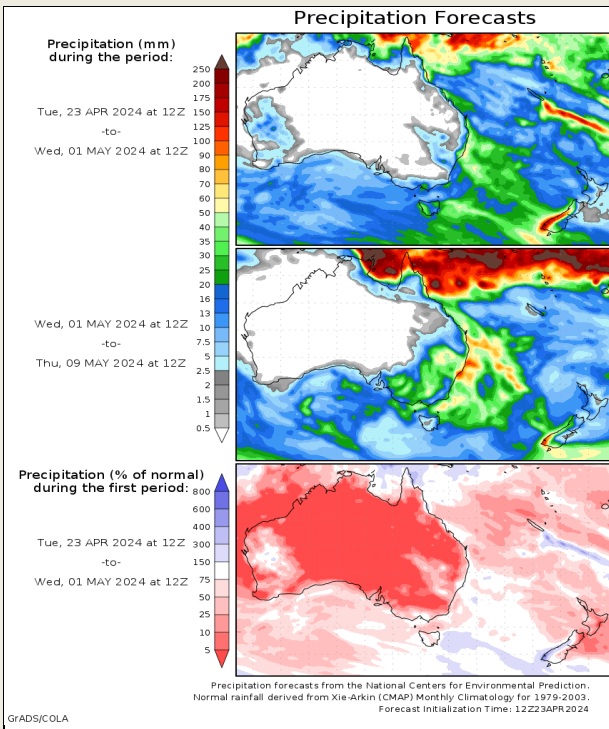 Precipitation Forecasts
Precipitation (mm)
during the period:
Tue, 23 APR 2024 at 12Z
-to-
Wed, 01 MAY 2024 at 12Z
250
200
175
150
125
100
90
80
70
60
50
40
35
30
25
20
16
13
10
7.5
5
2.5
2
1.5
1
0.5
Wed, 01 MAY 2024 at 12Z
-to-
Thu, 09 MAY 2024 at 12Z
Precipitation (% of normal)
during the first period:
Tue, 23 APR 2024 at 12Z
-to-
Wed, 01 MAY 2024 at 12Z
800
600
400
300
150
75
50
25
10
5
Precipitation forecasts from the National Centers for Environmental Prediction.
Normal rainfall derived from Xie-Arkin (CMAP) Monthly Climatology for 1979-2003.
Forecast Initialization Time: 12Z23APR2024
GrADS/COLA